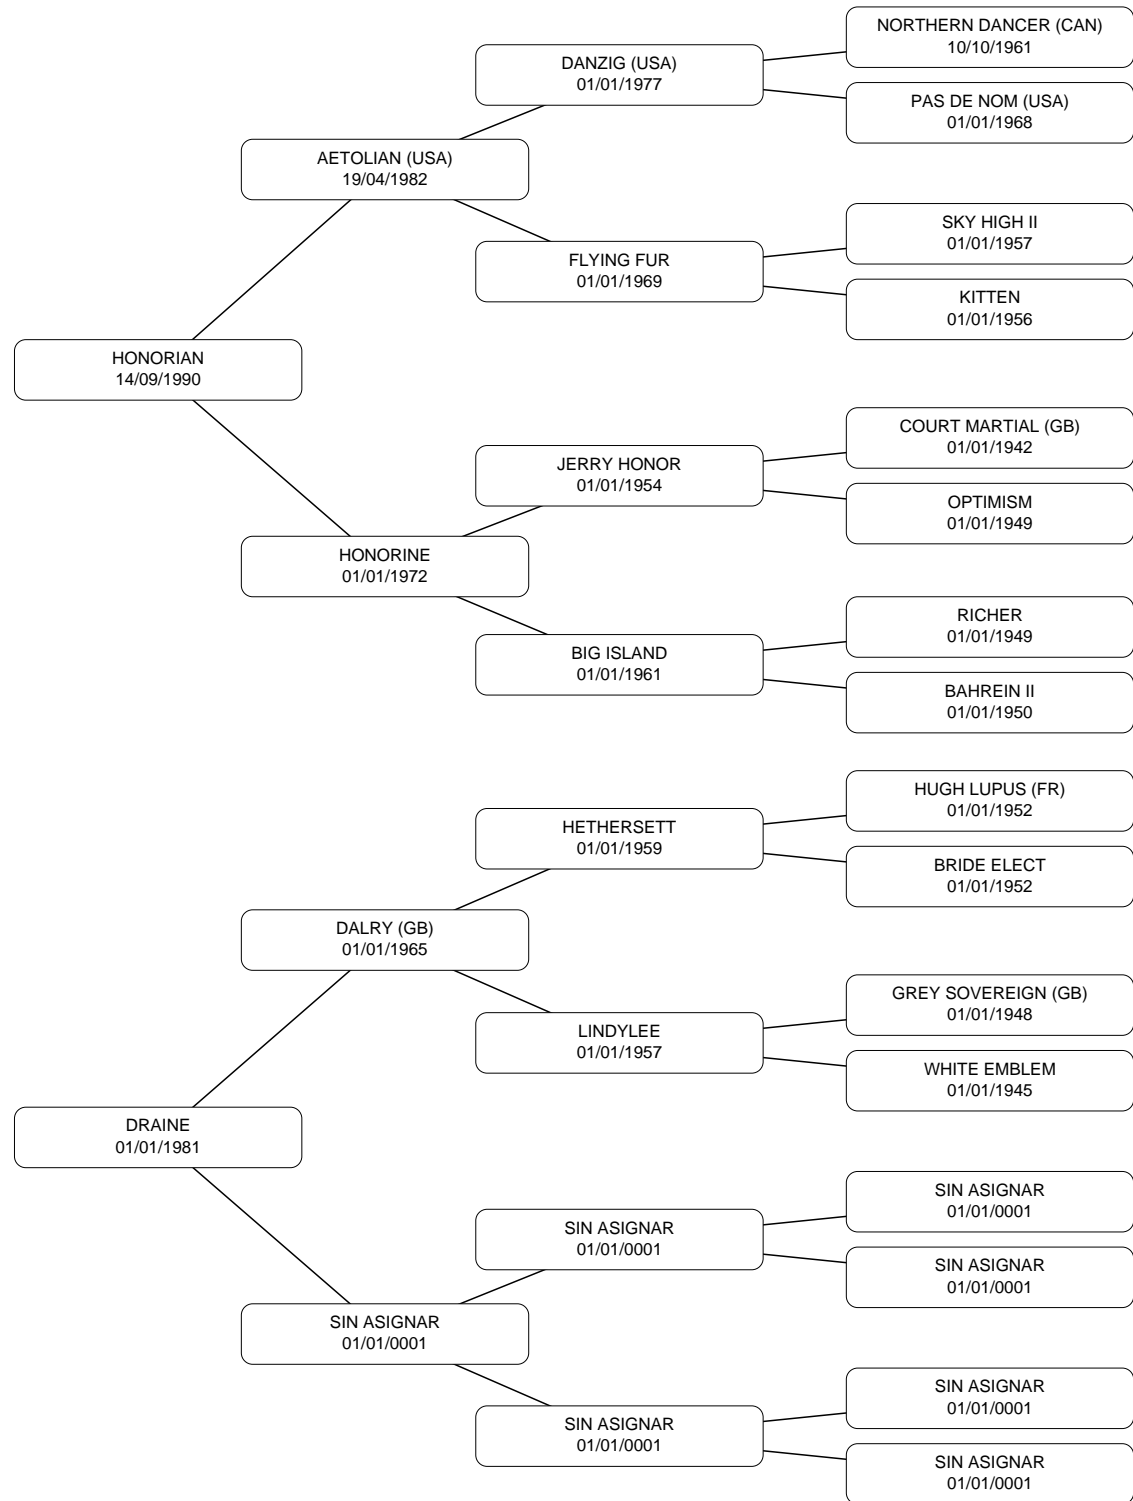 NORTHERN DANCER (CAN)
10/10/1961
DANZIG (USA)
01/01/1977
PAS DE NOM (USA)
01/01/1968
AETOLIAN (USA)
19/04/1982
SKY HIGH II
01/01/1957
FLYING FUR
01/01/1969
KITTEN
01/01/1956
HONORIAN
14/09/1990
COURT MARTIAL (GB)
01/01/1942
JERRY HONOR
01/01/1954
OPTIMISM
01/01/1949
HONORINE
01/01/1972
RICHER
01/01/1949
BIG ISLAND
01/01/1961
BAHREIN II
01/01/1950
HUGH LUPUS (FR)
01/01/1952
HETHERSETT
01/01/1959
BRIDE ELECT
01/01/1952
DALRY (GB)
01/01/1965
GREY SOVEREIGN (GB)
01/01/1948
LINDYLEE
01/01/1957
WHITE EMBLEM
01/01/1945
DRAINE
01/01/1981
SIN ASIGNAR
01/01/0001
SIN ASIGNAR
01/01/0001
SIN ASIGNAR
01/01/0001
SIN ASIGNAR
01/01/0001
SIN ASIGNAR
01/01/0001
SIN ASIGNAR
01/01/0001
SIN ASIGNAR
01/01/0001